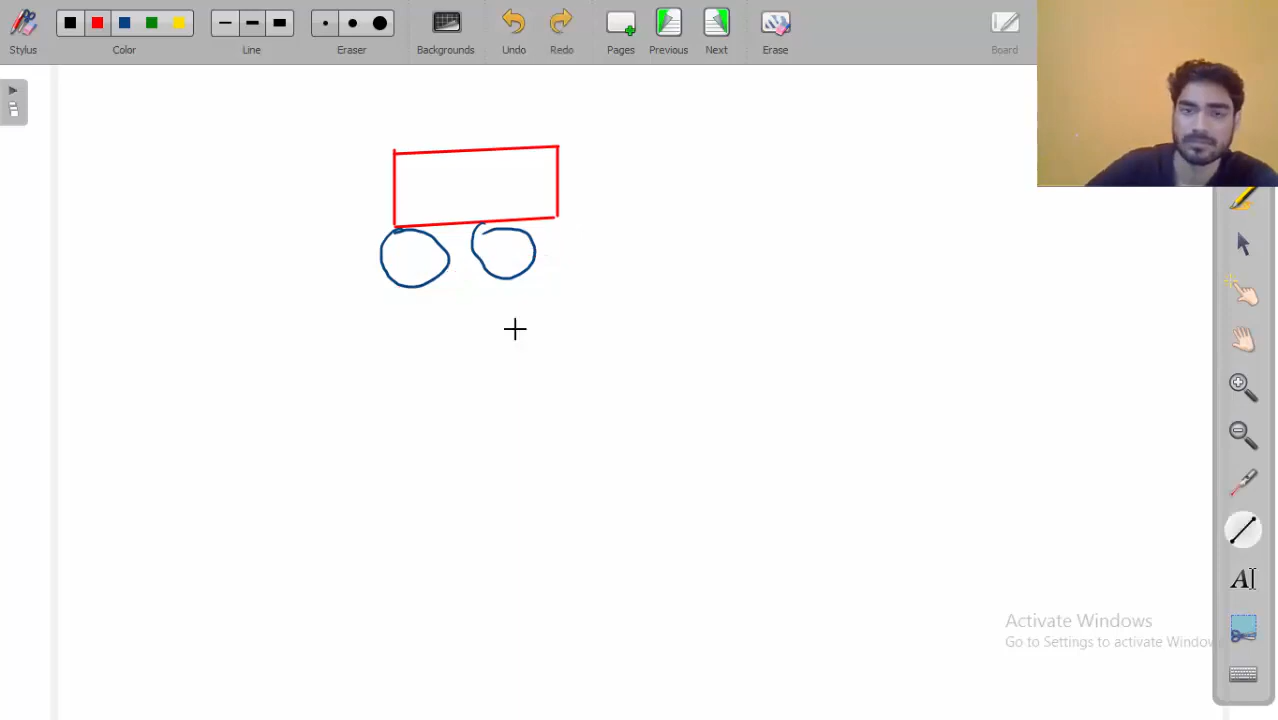 Stylus
Color
Line
Eraser
Backgrounds
Undo
Redo
Pages
Previous
Next
Erase
Board
A
Activate Windows
Go to Settings to activate Window